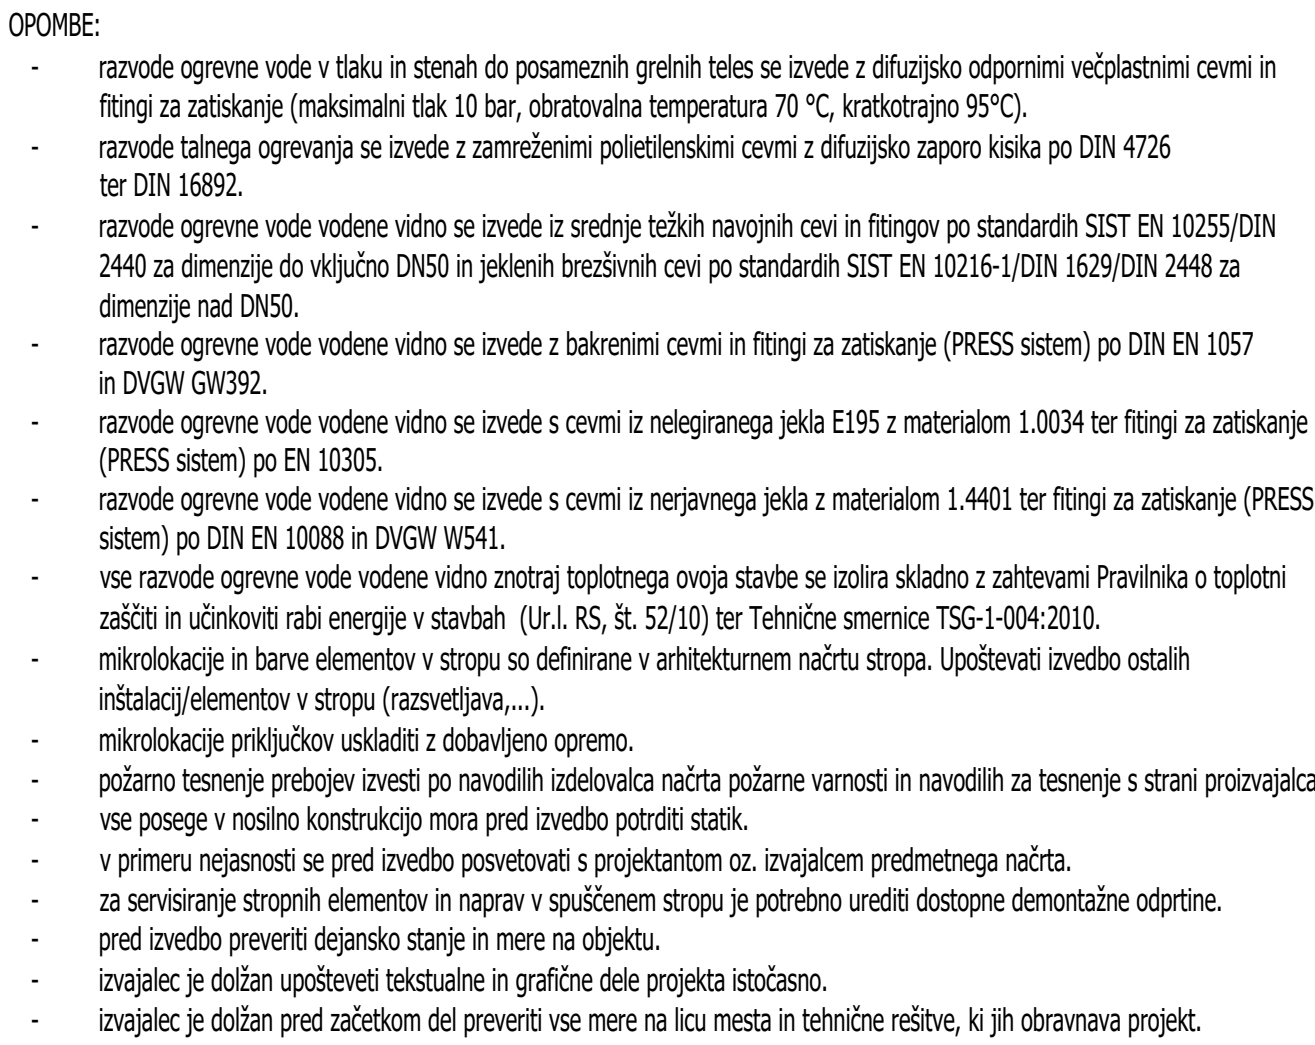 OPOMBE:
- razvode ogrevne vode v tlaku in stenah do posameznih grelnih teles se izvede z difuzijsko odpornimi večplastnimi cevmi in
fitingi za zatiskanje (maksimalni tlak 10 bar, obratovalna temperatura 70 °C, kratkotrajno 95°C).
- razvode talnega ogrevanja se izvede z zamreženimi polietilenskimi cevmi z difuzijsko zaporo kisika po DIN 4726
ter DIN 16892.
- razvode ogrevne vode vodene vidno se izvede iz srednje težkih navojnih cevi in fitingov po standardih SIST EN 10255/DIN
2440 za dimenzije do vključno DN50 in jeklenih brezšivnih cevi po standardih SIST EN 10216-1/DIN 1629/DIN 2448 za
dimenzije nad DN50.
- razvode ogrevne vode vodene vidno se izvede z bakrenimi cevmi in fitingi za zatiskanje (PRESS sistem) po DIN EN 1057
in DVGW GW392.
- razvode ogrevne vode vodene vidno se izvede s cevmi iz nelegiranega jekla E195 z materialom 1.0034 ter fitingi za zatiskanje
(PRESS sistem) po EN 10305.
- razvode ogrevne vode vodene vidno se izvede s cevmi iz nerjavnega jekla z materialom 1.4401 ter fitingi za zatiskanje (PRESS
sistem) po DIN EN 10088 in DVGW W541.
- vse razvode ogrevne vode vodene vidno znotraj toplotnega ovoja stavbe se izolira skladno z zahtevami Pravilnika o toplotni
zaščiti in učinkoviti rabi energije v stavbah (Ur.l. RS, št. 52/10) ter Tehnične smernice TSG-1-004:2010.
- mikrolokacije in barve elementov v stropu so definirane v arhitekturnem načrtu stropa. Upoštevati izvedbo ostalih
inštalacij/elementov v stropu (razsvetljava,...).
- mikrolokacije priključkov uskladiti z dobavljeno opremo.
- požarno tesnenje prebojev izvesti po navodilih izdelovalca načrta požarne varnosti in navodilih za tesnenje s strani proizvajalca
- vse posege v nosilno konstrukcijo mora pred izvedbo potrditi statik.
- v primeru nejasnosti se pred izvedbo posvetovati s projektantom oz. izvajalcem predmetnega načrta.
- za servisiranje stropnih elementov in naprav v spuščenem stropu je potrebno urediti dostopne demontažne odprtine.
- pred izvedbo preveriti dejansko stanje in mere na objektu.
- izvajalec je dolžan upošteveti tekstualne in grafične dele projekta istočasno.
- izvajalec je dolžan pred začetkom del preveriti vse mere na licu mesta in tehnične rešitve, ki jih obravnava projekt.